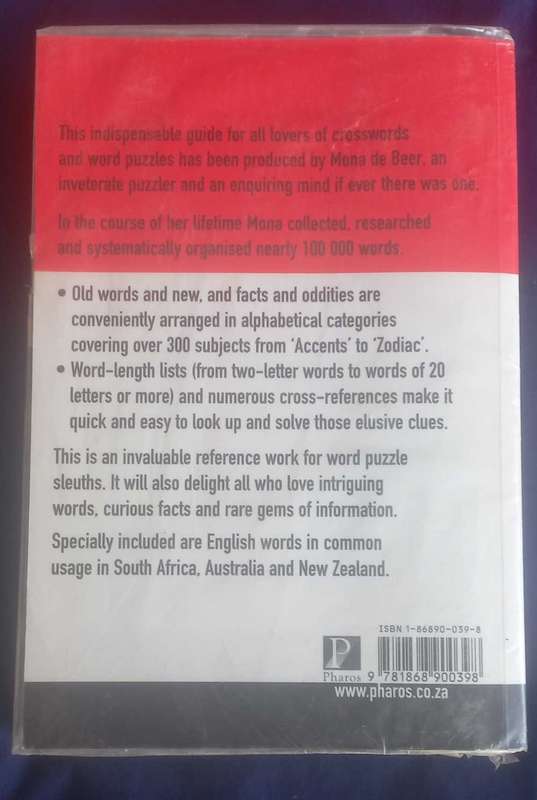 This indispensable guide for all lovers of crosswords
and word puzzles has been produced by Mona de Beer, an
inveterate puzzler and an enquiring mind if ever there was one.
In the course of her lifetime Mona collected, researched
and systematically organised nearly 100 000 words.
• Old words and new, and facts and oddities are
conveniently arranged in alphabetical categories
covering over 300 subjects from ‘Accents’ to ‘Zodiac’.
• Word-length lists (from two-letter words to words of 20
letters or more) and numerous cross-references make it
quick and easy to look up and solve those elusive clues.
This is an invaluable reference work for word puzzle
sleuths. It will also delight all who love intriguing
words, curious facts and rare gems of information.
Specially included are English words in common
usage in South Africa, Australia and New Zealand.
ISBN 1-86890-039-8
P
Pharos
9 781868 900398
www.pharos.co.za